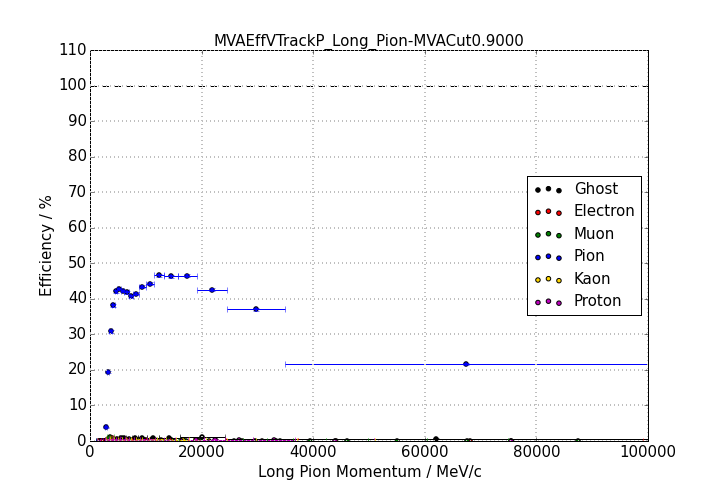 MVAEffVTrackP_Long_Pion-MVACut0.9000
110
100
90
80
70
60
50
40
30
20
10
0
Efficiency / %
Ghost
Electron
Muon
Pion
Kaon
Proton
0 20000 40000 60000 80000 100000
Long Pion Momentum / MeV/c